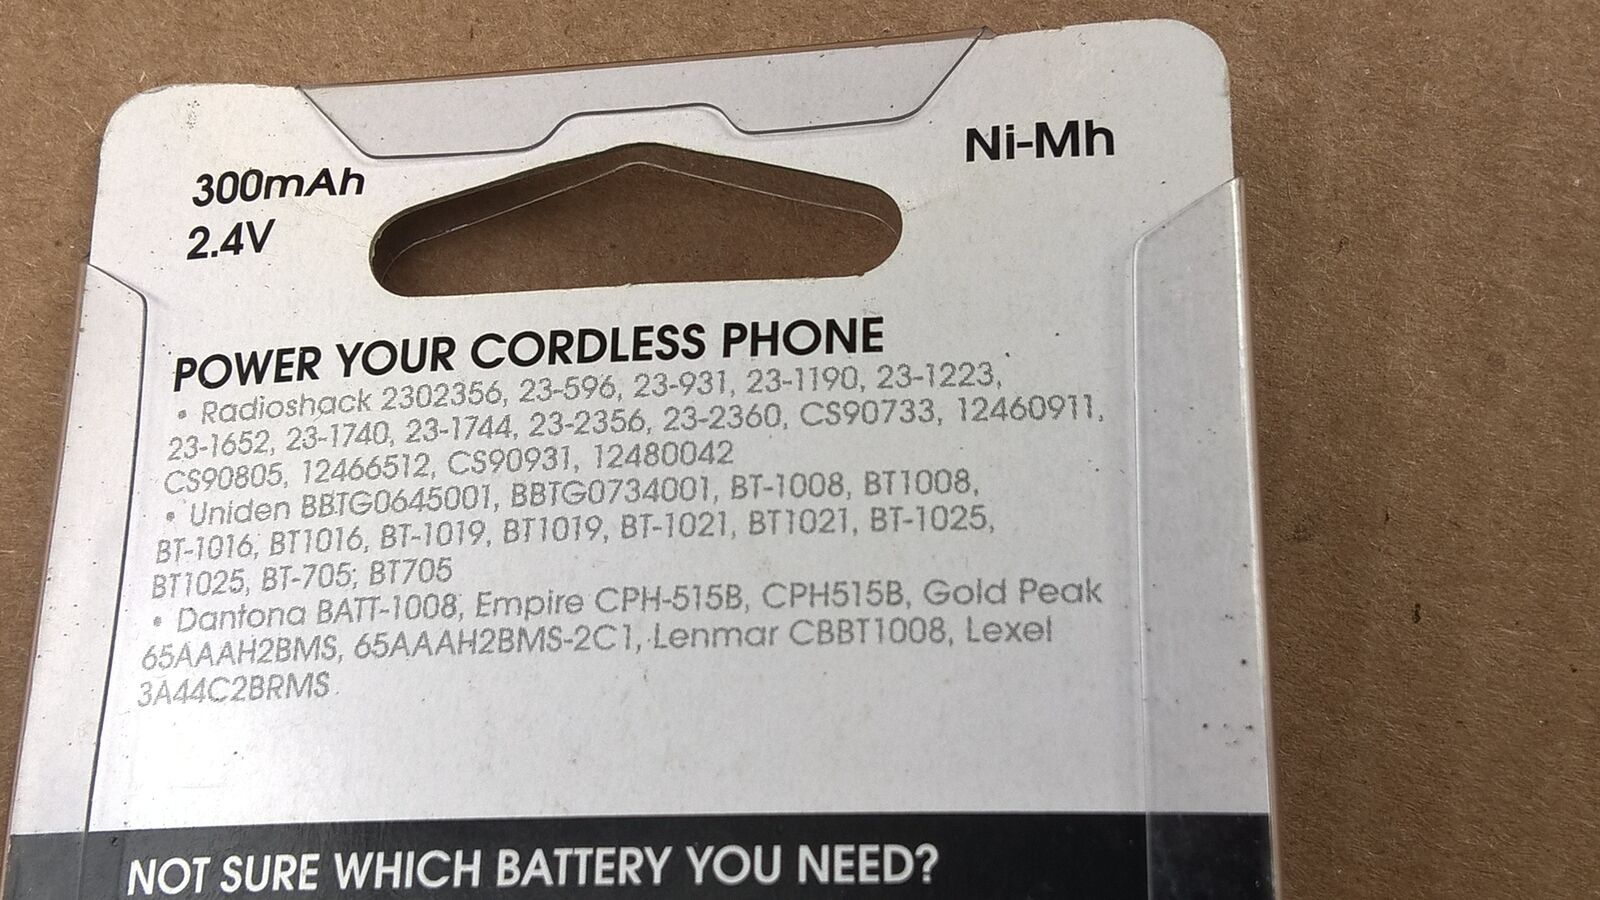 300mAh
2.4V
Ni-Mh
POWER YOUR CORDLESS PHONE
• Radioshack 2302356, 23-596, 23-931, 23-1190, 23-1223,
23-1652, 23-1740, 23-1744, 23-2356, 23-2360, CS90733, 12460911,
CS90805, 12466512, CS90931, 12480042
• Uniden BBTG0645001, BBTG0734001, BT-1008, BT1008,
BT-1016, BT1016, BT-1019, BT1019, BT-1021, BT1021, BT-1025,
BT1025, BT-705, BT705
• Dantona BATT-1008, Empire CPH-515B, CPH515B, Gold Peak
65AAAH2BMS, 65AAAH2BMS-2C1, Lenmar CBBT1008, Lexel
3A44C2BRMS
NOT SURE WHICH BATTERY YOU NEED?